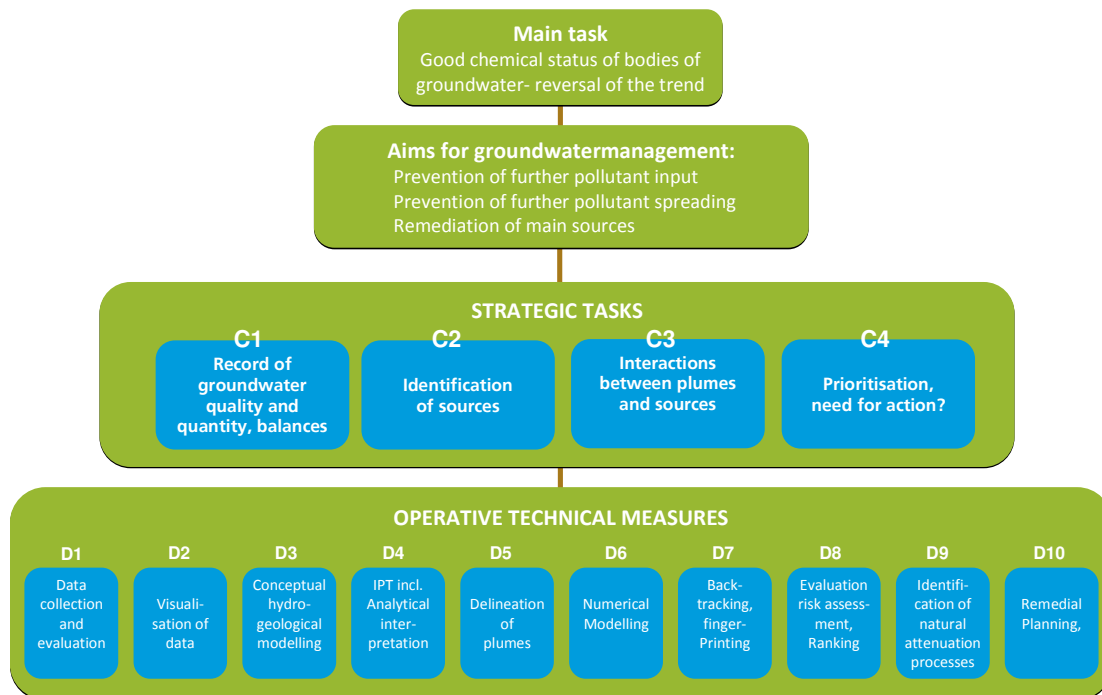 Main task
Good chemical status of bodies of
groundwater- reversal of the trend
Aims for groundwatermanagement:
Prevention of further pollutant input
Prevention of further pollutant spreading
Remediation of main sources
STRATEGIC TASKS
C1
Record of
groundwater
quality and
quantity, balances
C2
Identification
of sources
C3
Interactions
between plumes
and sources
C4
Prioritisation,
need for action?
OPERATIVE TECHNICAL MEASURES
D1
Data
collection
and
evaluation
D2
Visuali-
sation of
data
D3
Conceptual
hydro-
geological
modelling
D4
IPT incl.
Analytical
inter-
pretation
D5
Delineation
of
plumes
D6
Numerical
Modelling
D7
Back-
tracking,
finger-
Printing
D8
Evaluation
risk assess-
ment,
Ranking
D9
Identifi-
cation of
natural
attenuation
processes
D10
Remedial
Planning,